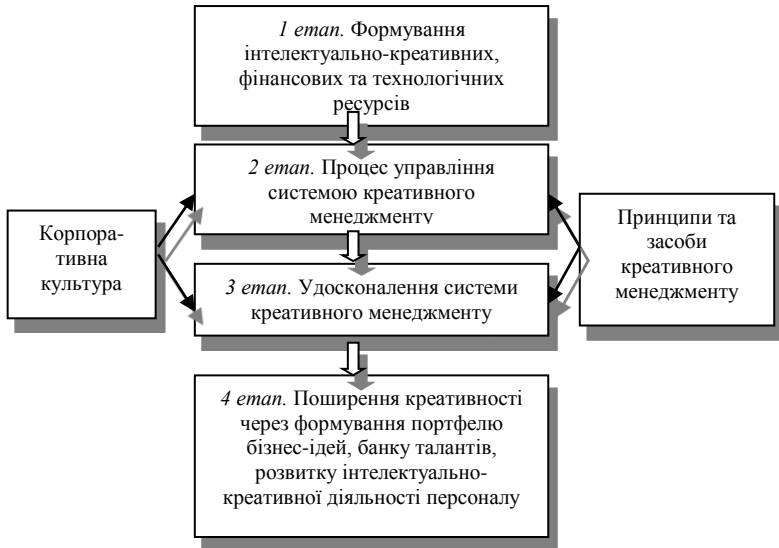 1 етап. Формування
інтелектуально-креативних,
фінансових та технологічних
ресурсів
2 етап. Процес управління
системою креативного
менеджменту
Корпора-
тивна
культура
Принципи та
засоби
креативного
менеджменту
3 етап. Удосконалення системи
креативного менеджменту
4 етап. Поширення креативності
через формування портфелю
бізнес-ідей, банку талантів,
розвитку інтелектуально-
креативної діяльності персоналу